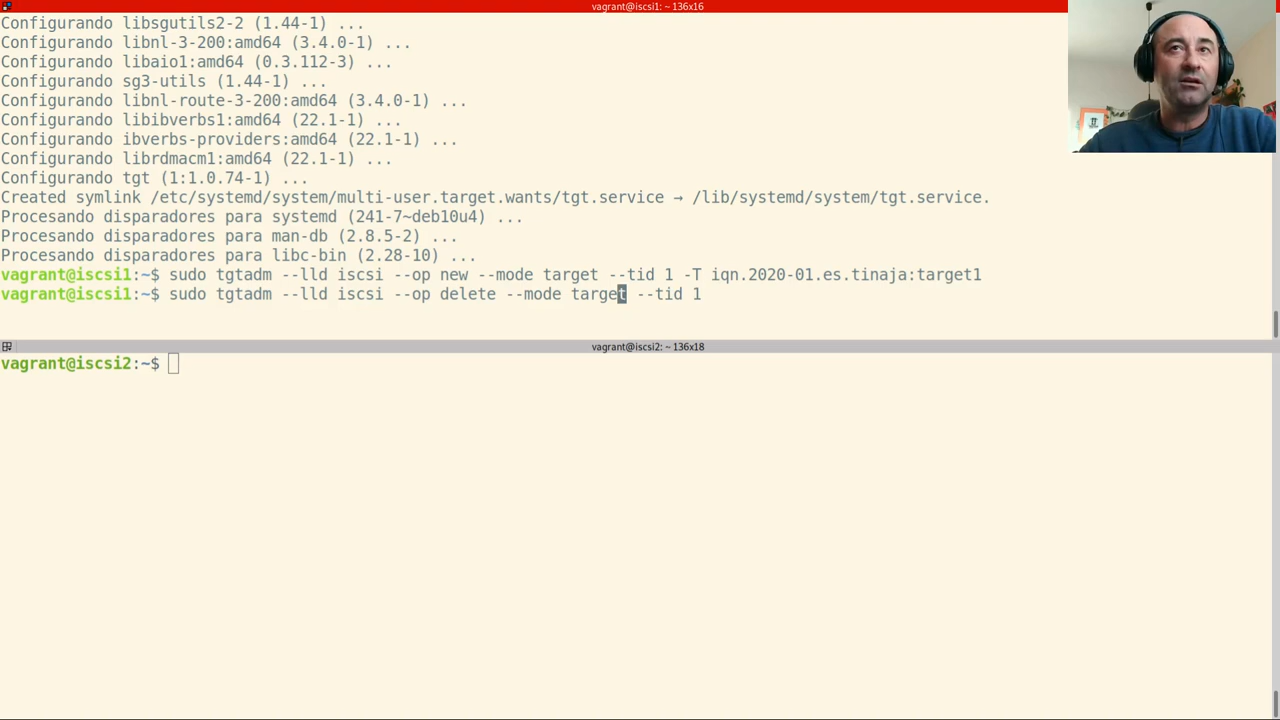 vagrant@iscsi1: ~ 136x16
Configurando libsgutils2-2 (1.44-1) ...
Configurando libnl-3-200:amd64 (3.4.0-1) ...
Configurando libaio1:amd64 (0.3.112-3) ...
Configurando sg3-utils (1.44-1) ...
Configurando libnl-route-3-200:amd64 (3.4.0-1) ...
Configurando libibverbs1:amd64 (22.1-1) ...
Configurando ibverbs-providers:amd64 (22.1-1) ...
Configurando librdmacm1:amd64 (22.1-1) ...
Configurando tgt (1:1.0.74-1) ...
Created symlink /etc/systemd/system/multi-user.target.wants/tgt.service → /lib/systemd/system/tgt.service.
Procesando disparadores para systemd (241-7~deb10u4) ...
Procesando disparadores para man-db (2.8.5-2) ...
Procesando disparadores para libc-bin (2.28-10) ...
vagrant@iscsi1:~$ sudo tgtadm --lld iscsi --op new --mode target --tid 1 -T iqn.2020-01.es.tinaja:target1
vagrant@iscsi1:~$ sudo tgtadm --lld iscsi --op delete --mode target --tid 1
vagrant@iscsi2: ~ 136x18
vagrant@iscsi2:~$